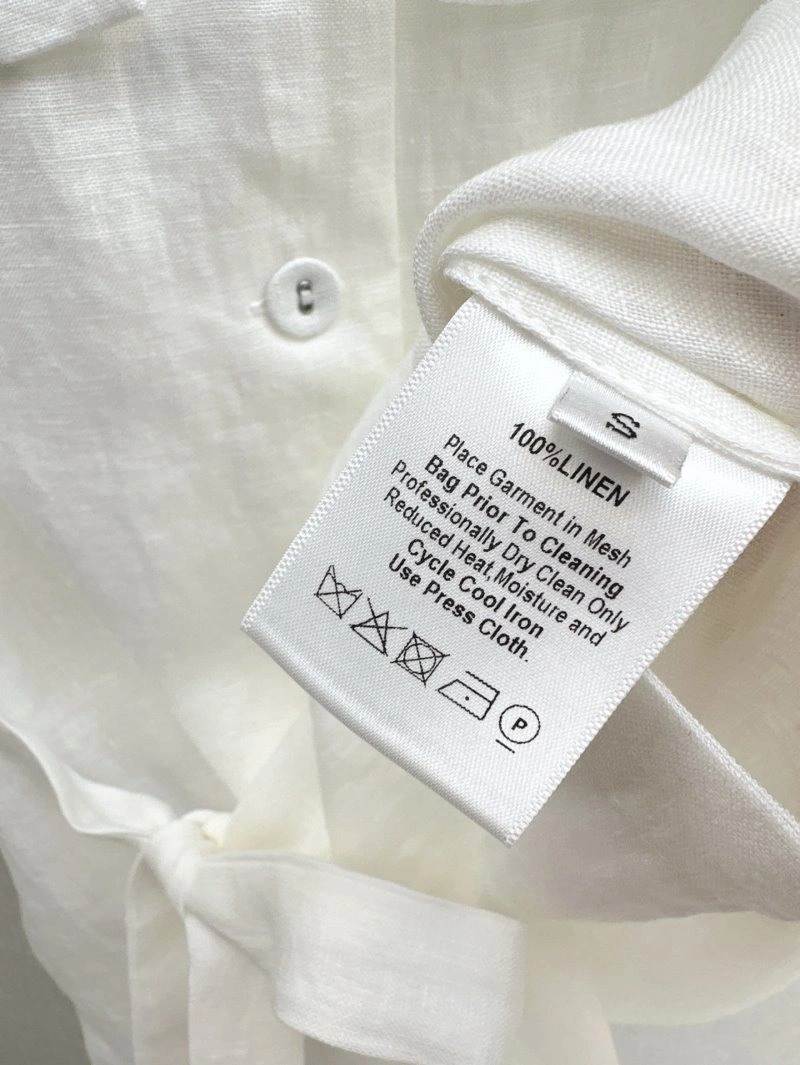 S
100%LINEN
Place Garment in Mesh
Bag Prior To Cleaning
Professionally Dry Clean Only
Reduced Heat,Moisture and
Cycle Cool Iron
Use Press Cloth.
P